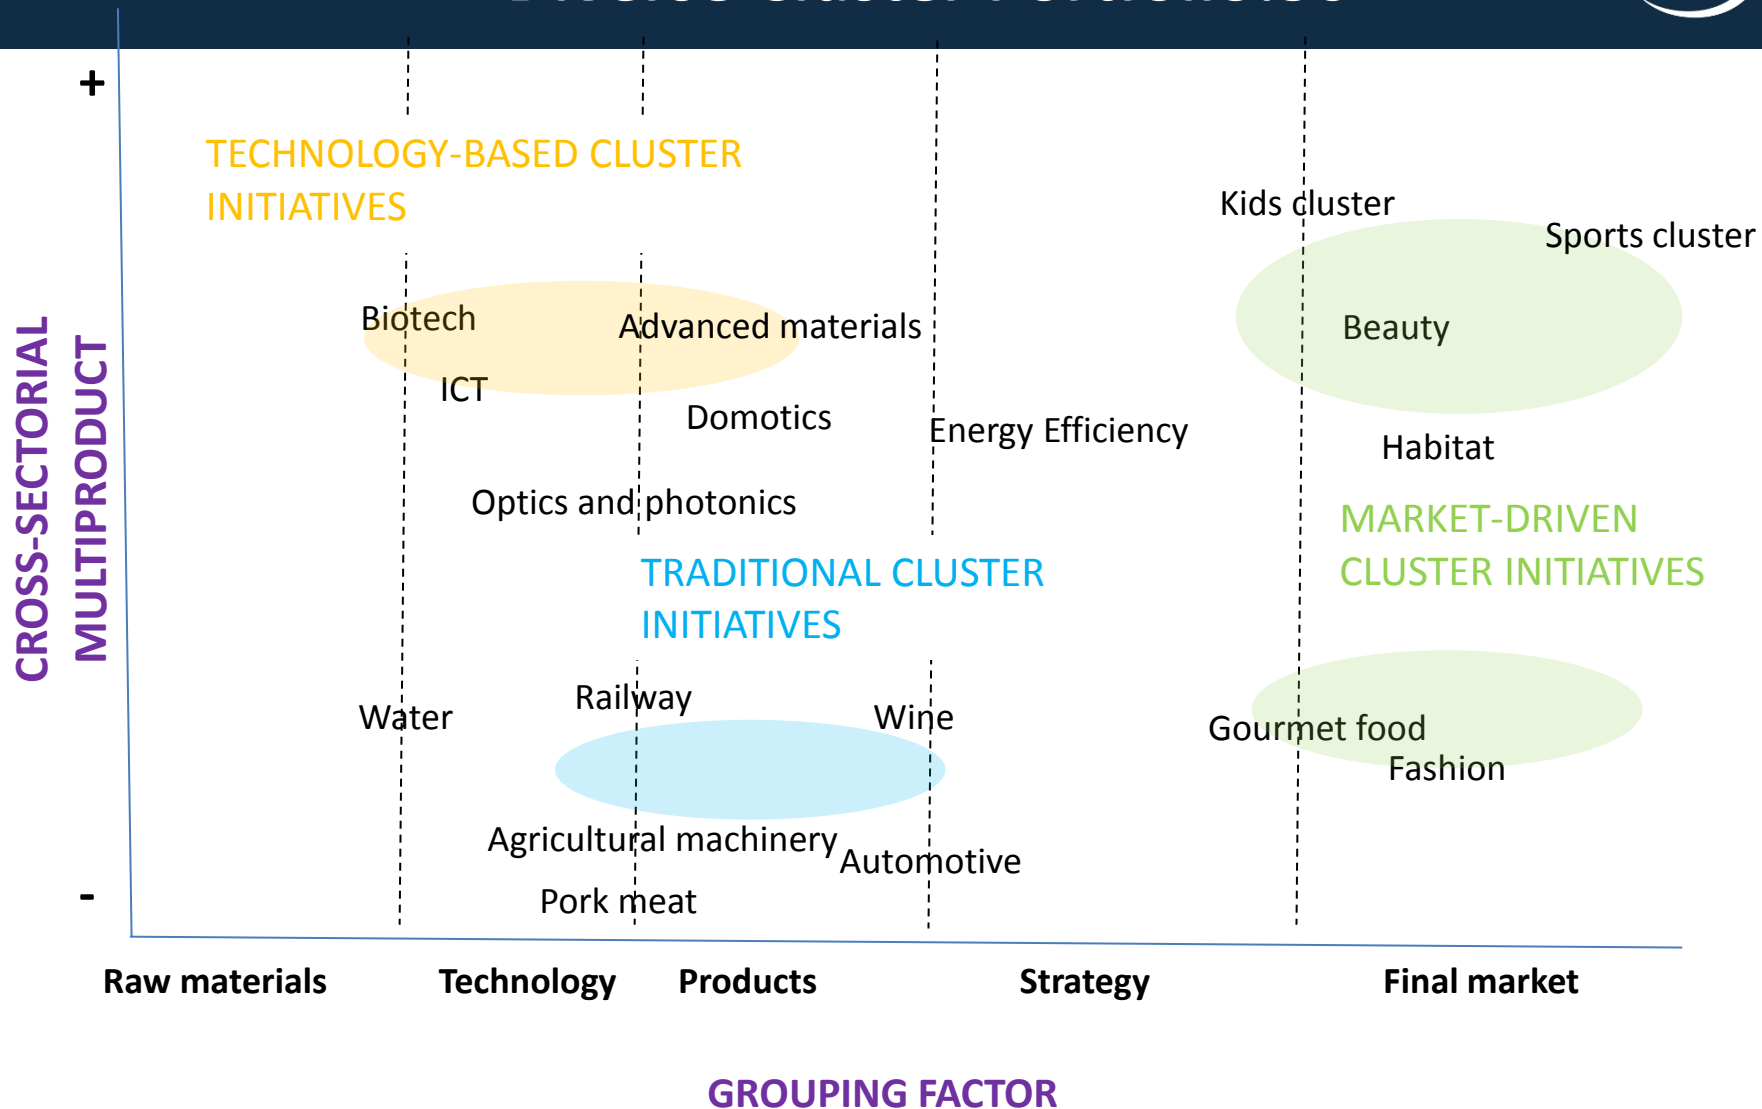 +
TECHNOLOGY-BASED CLUSTER
INITIATIVES
Kids cluster
Sports cluster
Biotech
Advanced materials
Beauty
ICT
Domotics
Energy Efficiency
Habitat
Optics and photonics
MARKET-DRIVEN
CLUSTER INITIATIVES
TRADITIONAL CLUSTER
INITIATIVES
CROSS-SECTORIAL
MULTIPRODUCT
Railway
Water
Wine
Gourmet food
Fashion
Agricultural machinery
Automotive
Pork meat
-
Raw materials
Technology
Products
Strategy
Final market
GROUPING FACTOR